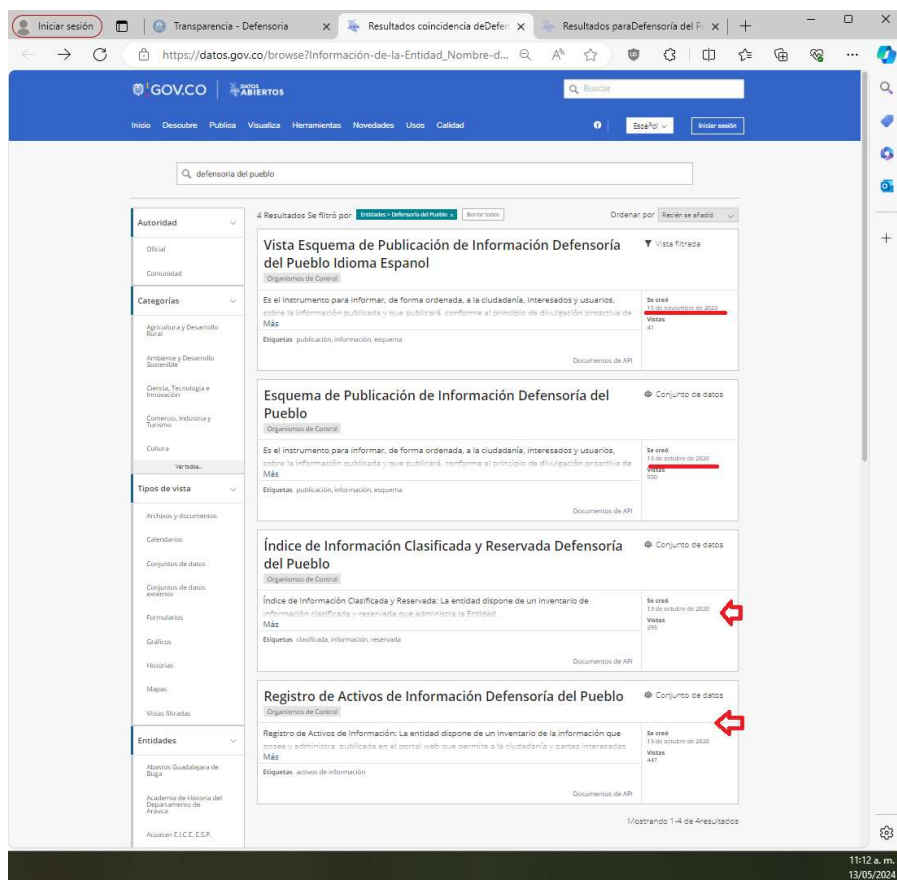 Iniciar sesión
Transparencia - Defensoria
Resultados coincidencia deDefen
Resultados paraDefensoría del Pu
https://datos.gov.co/browse?Información-de-la-Entidad_Nombre-d...
GOV.CO
DATOS ABIERTOS
Buscar
Inicio Descubre Publica Visualiza Herramientas Novedades Usos Calidad
Español
Iniciar sesión
defensoria del pueblo
Autoridad
Oficial
Comunidad
Categorías
Agricultura y Desarrollo
Rural
Ambiente y Desarrollo
Sostenible
Ciencia, Tecnología e
Innovación
Comercio, Industria y
Turismo
Cultura
Ver todos...
Tipos de vista
Archivos y documentos
Calendarios
Conjuntos de datos
Conjuntos de datos
externos
Formularios
Gráficos
Historias
Mapas
Vistas filtradas
Entidades
Abastos Guadalajara de
Buga
Academia de Historia del
Departamento de
Arauca
Acuasan E.I.C.E. E.S.P.
4 Resultados Se filtró por Entidades > Defensoría del Pueblo × Borrar todos
Ordenar por Recién se añadió
Vista Esquema de Publicación de Información Defensoría
del Pueblo Idioma Espanol
Vista filtrada
Organismos de Control
Es el instrumento para informar, de forma ordenada, a la ciudadanía, interesados y usuarios,
sobre la información publicada y que publicará, conforme al principio de divulgación proactiva de
Más
Se creó
15 de noviembre de 2023
Vistas
41
Etiquetas publicación, información, esquema
Documentos de API
Esquema de Publicación de Información Defensoría del
Pueblo
Conjunto de datos
Organismos de Control
Es el instrumento para informar, de forma ordenada, a la ciudadanía, interesados y usuarios,
sobre la información publicada y que publicará, conforme al principio de divulgación proactiva de
Más
Se creó
13 de octubre de 2020
Vistas
550
Etiquetas publicación, información, esquema
Documentos de API
Índice de Información Clasificada y Reservada Defensoría
del Pueblo
Conjunto de datos
Organismos de Control
Índice de Información Clasificada y Reservada: La entidad dispone de un inventario de
información clasificada y reservada que administra la Entidad.
Más
Se creó
13 de octubre de 2020
Vistas
295
Etiquetas clasificada, información, reservada
Documentos de API
Registro de Activos de Información Defensoría del Pueblo
Conjunto de datos
Organismos de Control
Registro de Activos de Información: La entidad dispone de un inventario de la información que
posee y administra, publicada en el portal web que permite a la ciudadanía y partes interesadas
Más
Se creó
13 de octubre de 2020
Vistas
447
Etiquetas activos de información
Documentos de API
Mostrando 1-4 de 4resultados
11:12 a. m.
13/05/2024